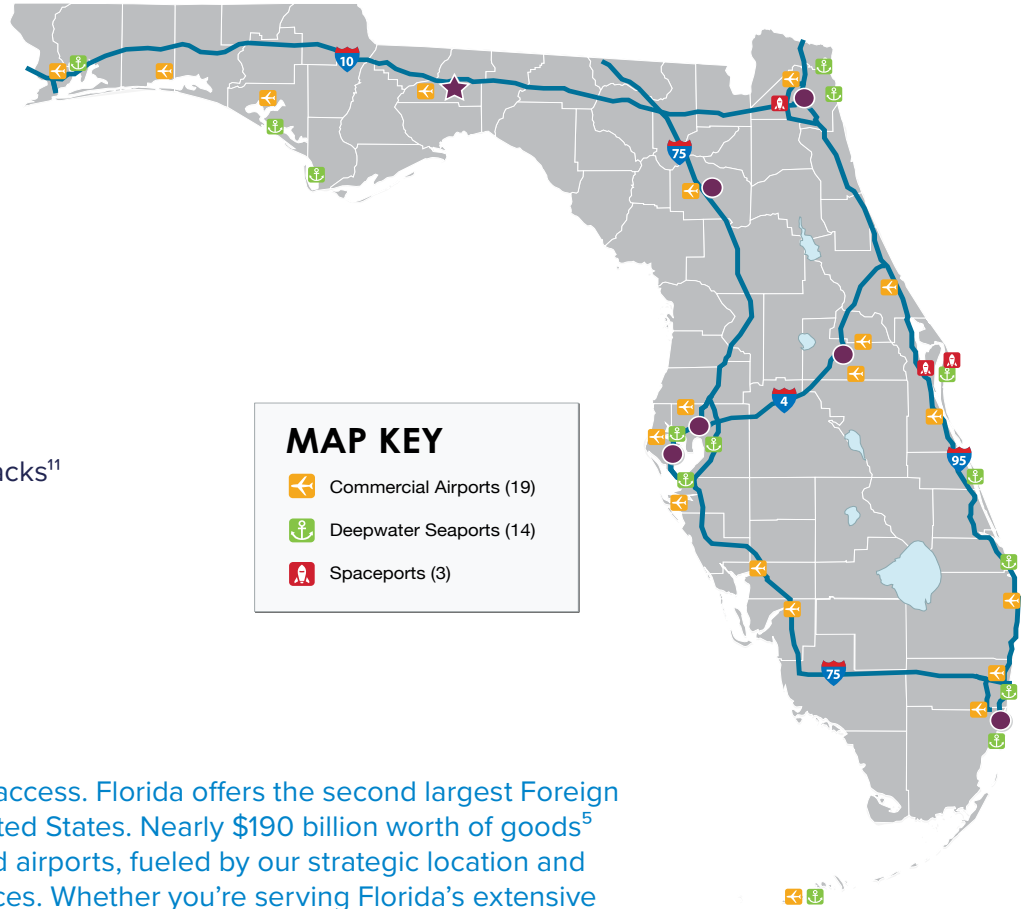 10
75
4
95
75
acks¹¹
MAP KEY
Commercial Airports (19)
Deepwater Seaports (14)
Spaceports (3)
access. Florida offers the second largest Foreign
ted States. Nearly $190 billion worth of goods⁵
d airports, fueled by our strategic location and
ces. Whether you’re serving Florida’s extensive